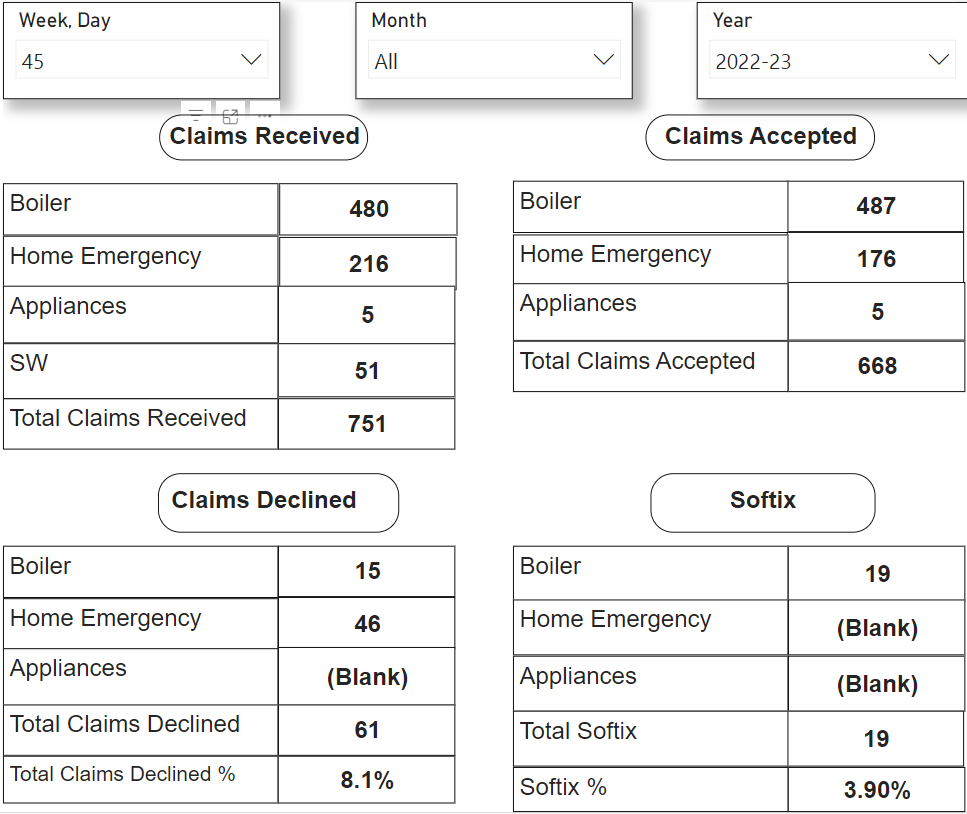 Week, Day
Month
Year
45
All
2022-23
Claims Received
Claims Accepted
Boiler 480
Home Emergency 216
Appliances 5
SW 51
Total Claims Received 751
Boiler 487
Home Emergency 176
Appliances 5
Total Claims Accepted 668
Claims Declined
Softix
Boiler 15
Home Emergency 46
Appliances (Blank)
Total Claims Declined 61
Total Claims Declined % 8.1%
Boiler 19
Home Emergency (Blank)
Appliances (Blank)
Total Softix 19
Softix % 3.90%